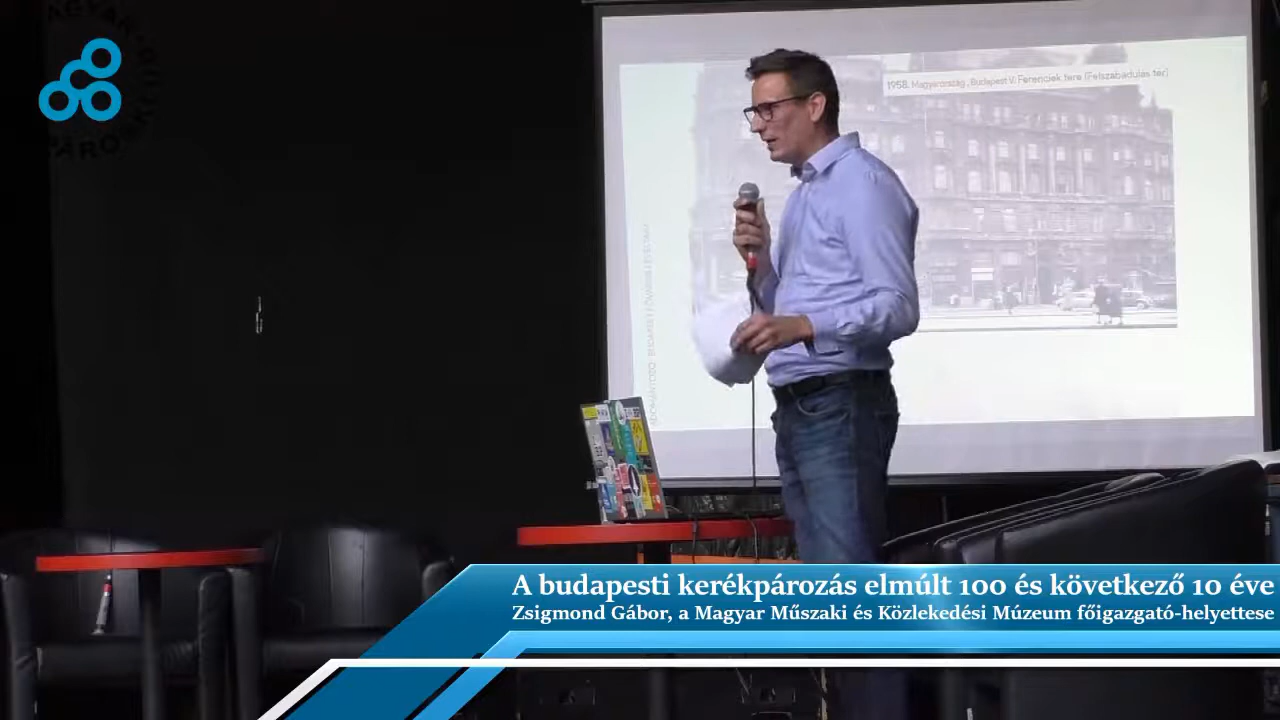 1958. Magyarország, Budapest V. Ferenciek tere (Felszabadulás tér)
A budapesti kerékpározás elmúlt 100 és következő 10 éve
Zsigmond Gábor, a Magyar Műszaki és Közlekedési Múzeum főigazgató-helyettese